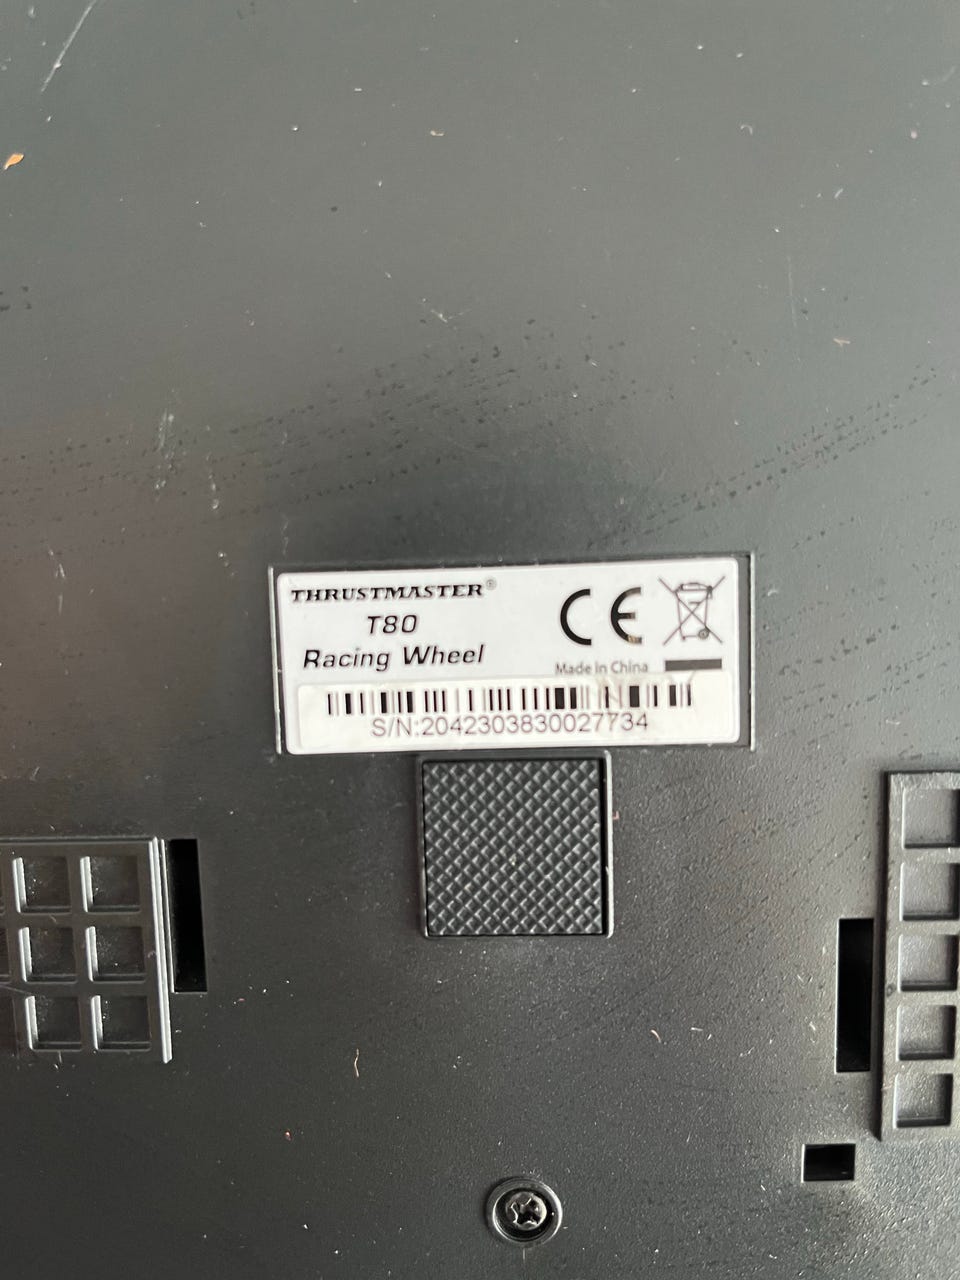 THRUSTMASTER®
T80
Racing Wheel
CE
Made in China
S/N:2042303830027734